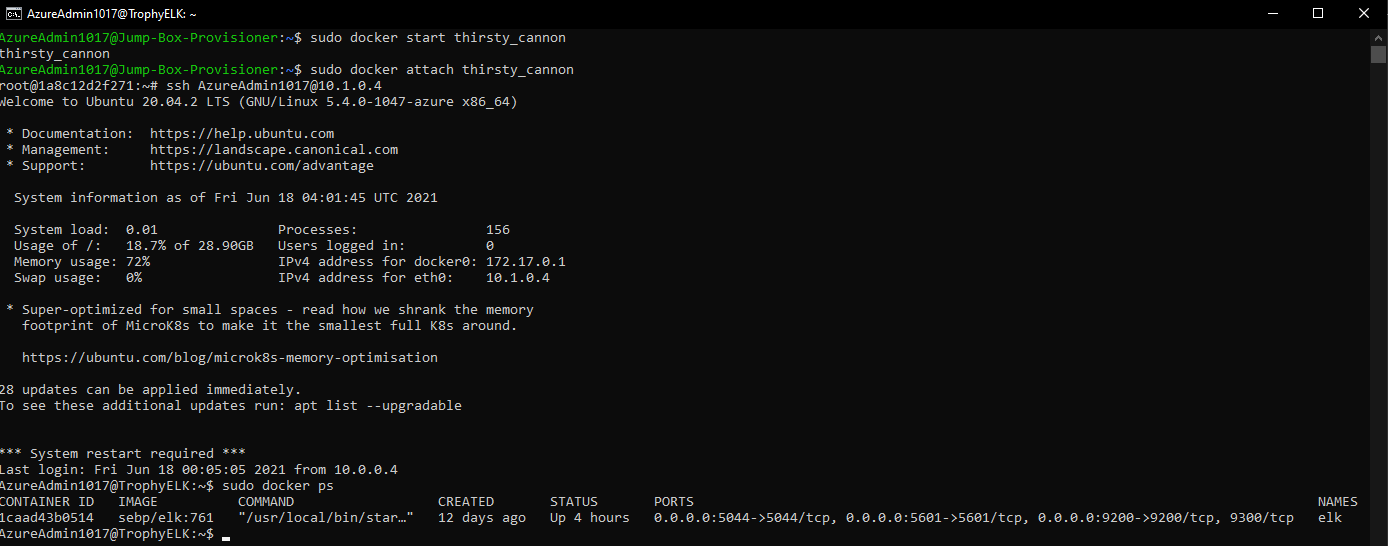 AzureAdmin1017@TrophyELK: ~
AzureAdmin1017@Jump-Box-Provisioner:~$ sudo docker start thirsty_cannon
thirsty_cannon
AzureAdmin1017@Jump-Box-Provisioner:~$ sudo docker attach thirsty_cannon
root@1a8c12d2f271:~# ssh AzureAdmin1017@10.1.0.4
Welcome to Ubuntu 20.04.2 LTS (GNU/Linux 5.4.0-1047-azure x86_64)
* Documentation:  https://help.ubuntu.com
* Management:     https://landscape.canonical.com
* Support:        https://ubuntu.com/advantage
System information as of Fri Jun 18 04:01:45 UTC 2021
System load:  0.01               Processes:                156
Usage of /:   18.7% of 28.90GB   Users logged in:          0
Memory usage: 72%                IPv4 address for docker0: 172.17.0.1
Swap usage:   0%                 IPv4 address for eth0:    10.1.0.4
* Super-optimized for small spaces - read how we shrank the memory
footprint of MicroK8s to make it the smallest full K8s around.
https://ubuntu.com/blog/microk8s-memory-optimisation
28 updates can be applied immediately.
To see these additional updates run: apt list --upgradable
*** System restart required ***
Last login: Fri Jun 18 00:05:05 2021 from 10.0.0.4
AzureAdmin1017@TrophyELK:~$ sudo docker ps
CONTAINER ID   IMAGE          COMMAND                  CREATED       STATUS       PORTS                                                                              NAMES
1caad43b0514   sebp/elk:761   "/usr/local/bin/star…"   12 days ago   Up 4 hours   0.0.0.0:5044->5044/tcp, 0.0.0.0:5601->5601/tcp, 0.0.0.0:9200->9200/tcp, 9300/tcp   elk
AzureAdmin1017@TrophyELK:~$